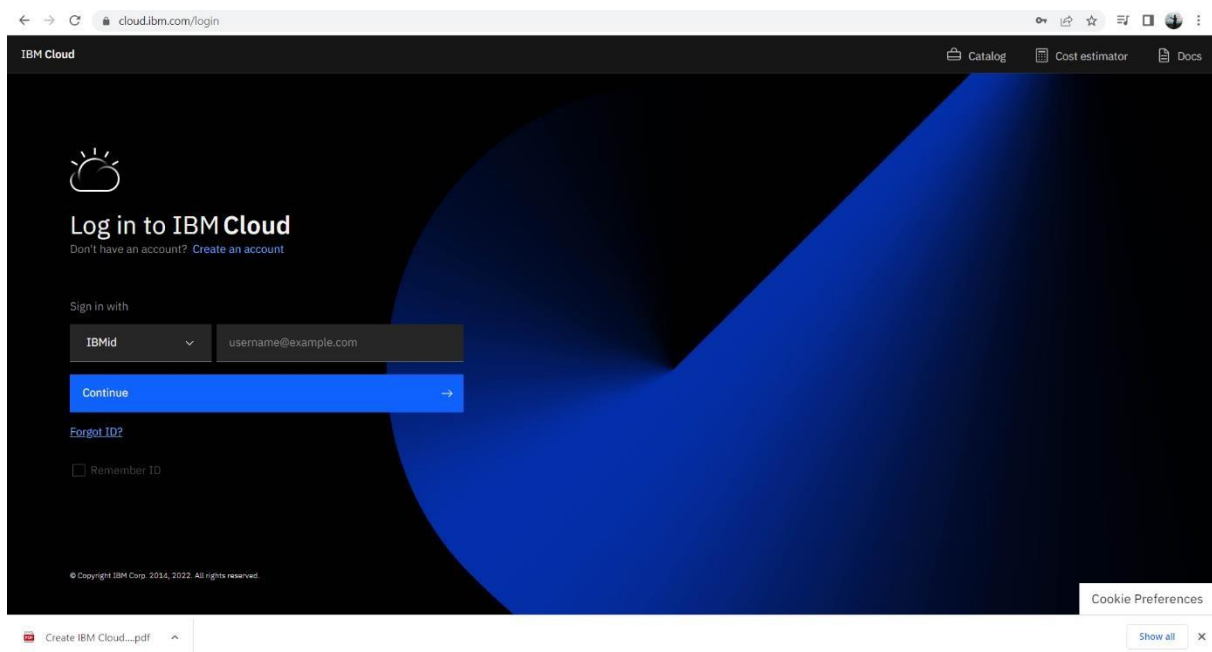 cloud.ibm.com/login
IBM Cloud
Catalog
Cost estimator
Docs
Log in to IBM Cloud
Don't have an account? Create an account
Sign in with
IBMid
username@example.com
Continue
Forgot ID?
Remember ID
© Copyright IBM Corp. 2014, 2022. All rights reserved.
Cookie Preferences
PDF
Create IBM Cloud....pdf
Show all